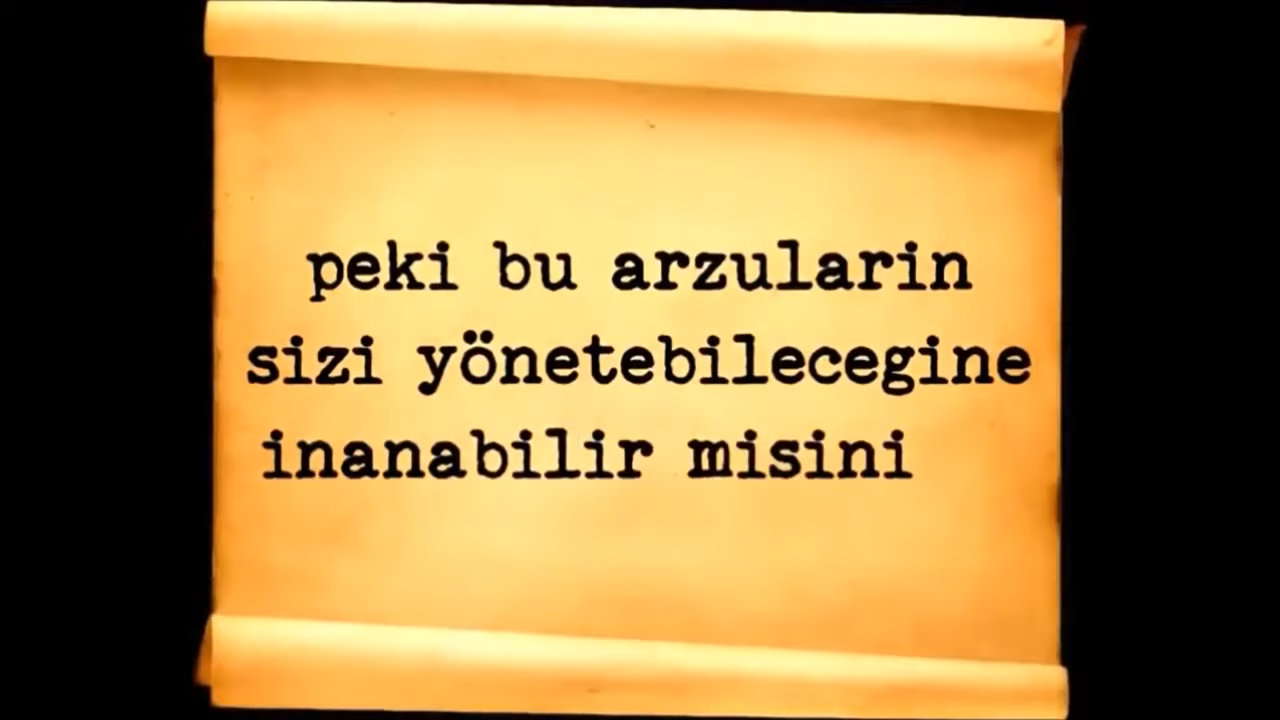 peki bu arzularin
sizi yönetebilecegine
inanabilir misini